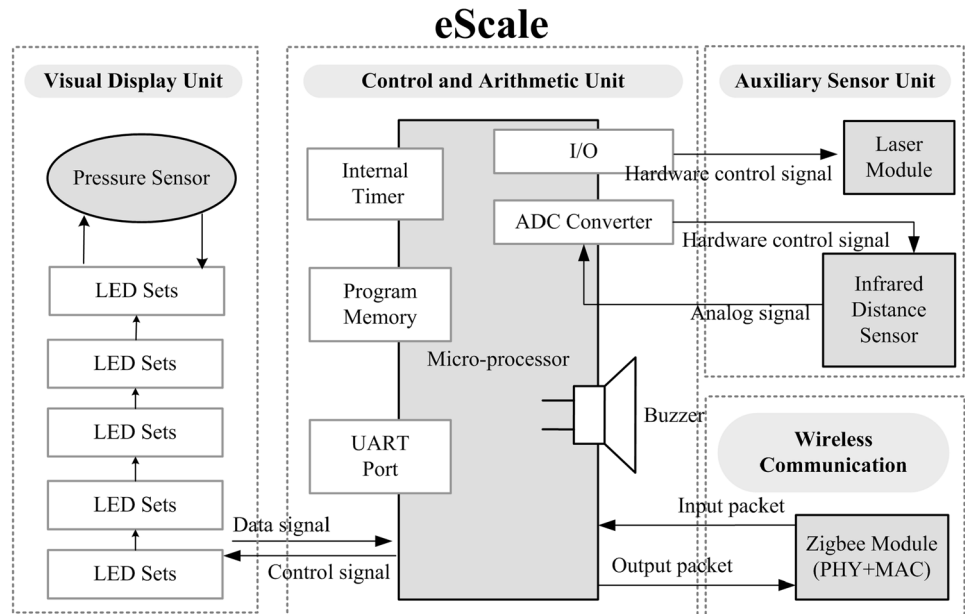 eScale
Visual Display Unit
Pressure Sensor
LED Sets
LED Sets
LED Sets
LED Sets
LED Sets
Data signal
Control signal
Control and Arithmetic Unit
Internal
Timer
Program
Memory
UART
Port
Micro-processor
I/O
ADC Converter
Buzzer
Auxiliary Sensor Unit
Hardware control signal
Laser
Module
Hardware control signal
Analog signal
Infrared
Distance
Sensor
Wireless
Communication
Input packet
Output packet
Zigbee Module
(PHY+MAC)